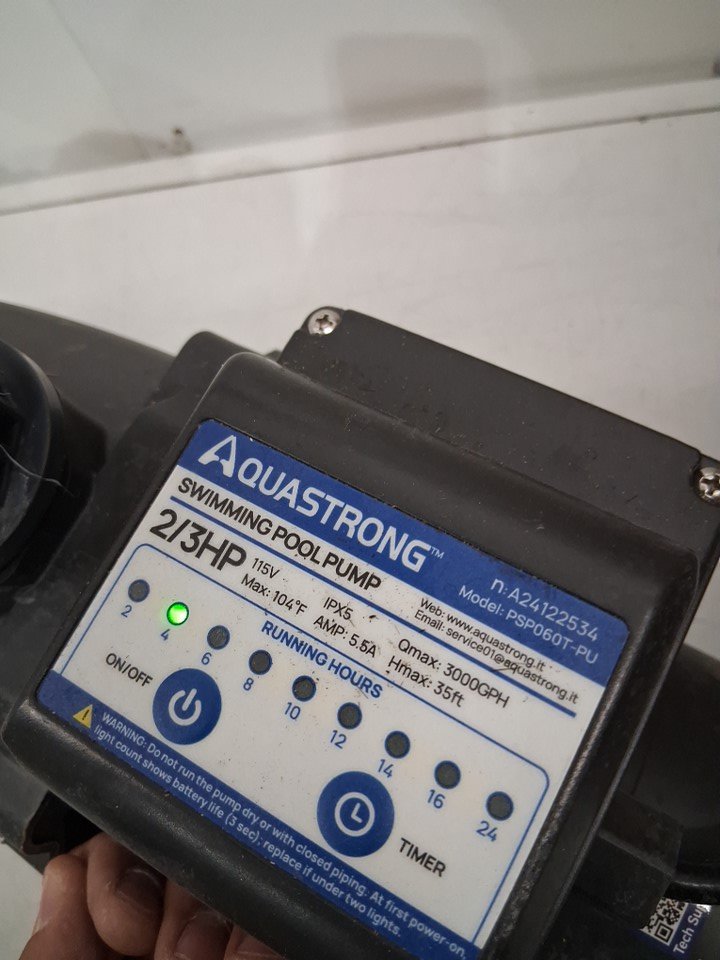 AQUASTRONG™
SWIMMING POOL PUMP
n: A24122534
Model: PSP060T-PU
2/3HP
115V
IPX5
Web: www.aquastrong.it
Max: 104°F
AMP: 5.5A
Email: service01@aquastrong.it
Qmax: 3000GPH
Hmax: 35ft
RUNNING HOURS
2 4 6 8 10 12 14 16 24
ON/OFF
TIMER
WARNING: Do not run the pump dry or with closed piping. At first power-on,
light count shows battery life (3 sec); replace if under two lights.
Tech